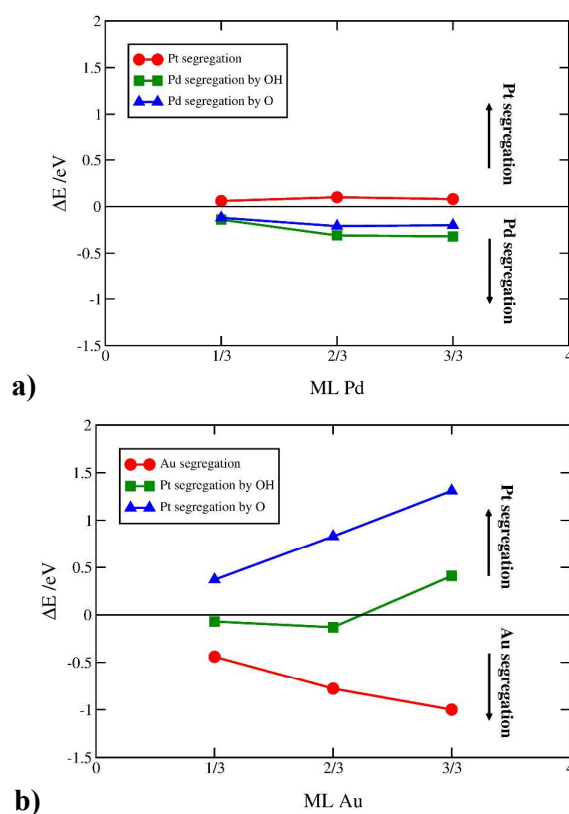 2
1.5
1
0.5
0
-0.5
-1
-1.5
ΔE /eV
Pt segregation
Pd segregation by OH
Pd segregation by O
Pt segregation
Pd segregation
0
1/3
2/3
3/3
4
ML Pd
a)
2
1.5
1
0.5
0
-0.5
-1
-1.5
ΔE /eV
Au segregation
Pt segregation by OH
Pt segregation by O
Pt segregation
Au segregation
0
1/3
2/3
3/3
4
ML Au
b)